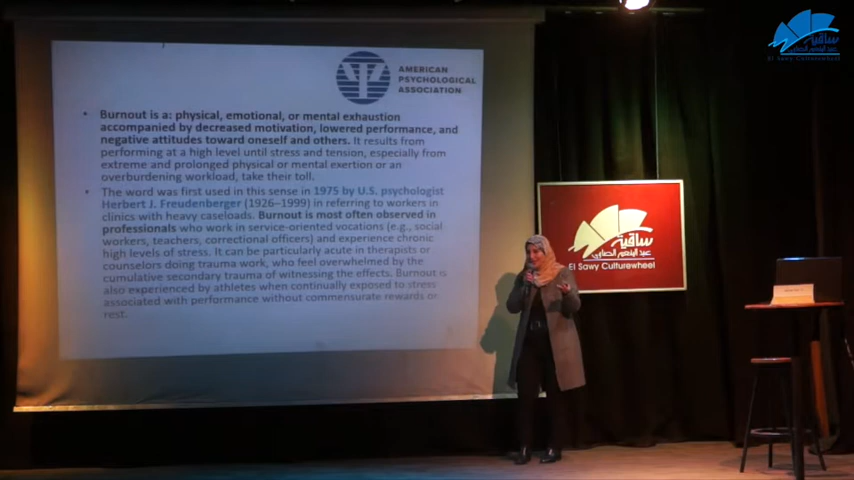 AMERICAN
PSYCHOLOGICAL
ASSOCIATION
• Burnout is a: physical, emotional, or mental exhaustion
accompanied by decreased motivation, lowered performance, and
negative attitudes toward oneself and others. It results from
performing at a high level until stress and tension, especially from
extreme and prolonged physical or mental exertion or an
overburdening workload, take their toll.
• The word was first used in this sense in 1975 by U.S. psychologist
Herbert J. Freudenberger (1926–1999) in referring to workers in
clinics with heavy caseloads. Burnout is most often observed in
professionals who work in service-oriented vocations (e.g., social
workers, teachers, correctional officers) and experience chronic
high levels of stress. It can be particularly acute in therapists or
counselors doing trauma work, who feel overwhelmed by the
cumulative secondary trauma of witnessing the effects. Burnout is
also experienced by athletes when continually exposed to stress
associated with performance without commensurate rewards or
rest.
ساقية
عبد المنعم الصاوي
El Sawy Culturewheel
ساقية
عبد المنعم الصاوي
El Sawy Culturewheel